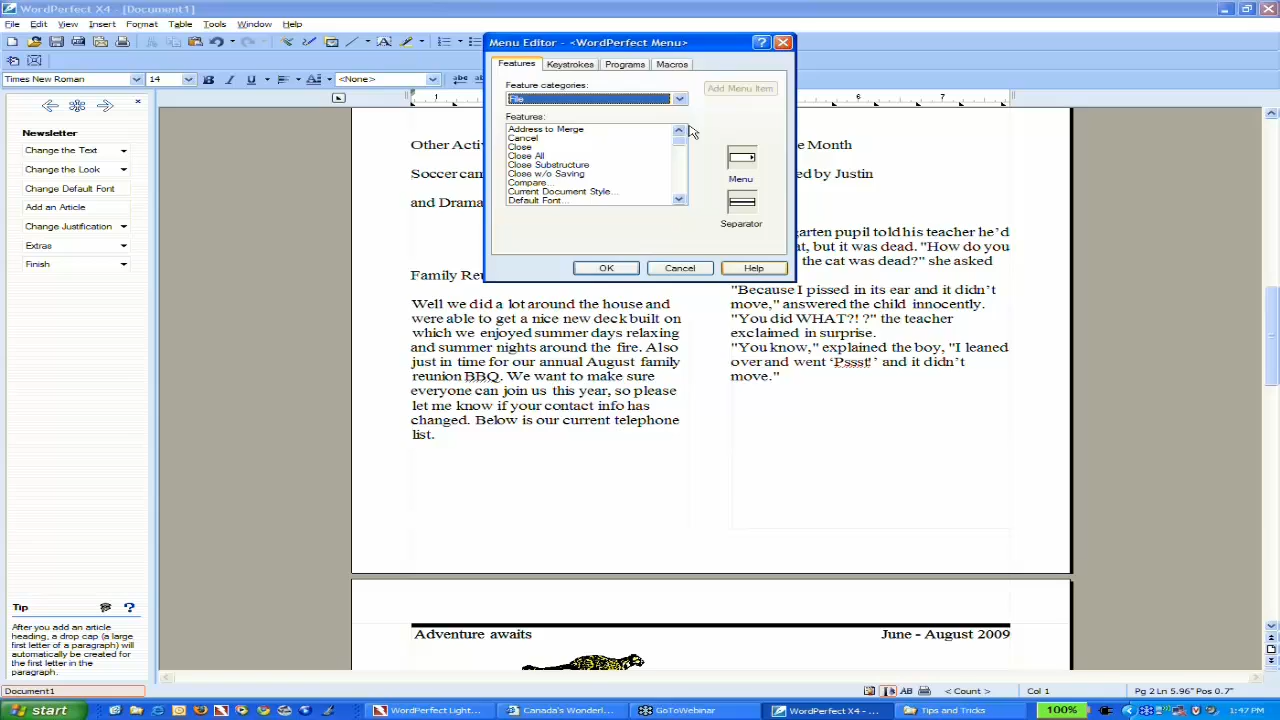 WordPerfect X4 - [Document1]
File Edit View Insert Format Table Tools Window Help
Times New Roman 14 B I U <None>
Menu Editor - <WordPerfect Menu>
Features Keystrokes Programs Macros
Feature categories:
File
Add Menu Item
Features:
Address to Merge
Cancel
Close
Close All
Close Substructure
Close w/o Saving
Compare...
Current Document Style...
Default Font...
Menu
Separator
OK Cancel Help
1 6 7
Newsletter
Change the Text
Change the Look
Change Default Font
Add an Article
Change Justification
Extras
Finish
Tip
After you add an article
heading, a drop cap (a large
first letter of a paragraph) will
automatically be created for
the first letter in the
paragraph.
Other Acti
Soccer can
and Drama
Family Reu
Well we did a lot around the house and
were able to get a nice new deck built on
which we enjoyed summer days relaxing
and summer nights around the fire. Also
just in time for our annual August family
reunion BBQ. We want to make sure
everyone can join us this year, so please
let me know if your contact info has
changed. Below is our current telephone
list.
e Month
ed by Justin
garten pupil told his teacher he'd
t, but it was dead. "How do you
the cat was dead?" she asked
"Because I pissed in its ear and it didn't
move," answered the child innocently.
"You did WHAT?! ?" the teacher
exclaimed in surprise.
"You know," explained the boy, "I leaned
over and went ‘Pssst!’ and it didn’t
move."
Adventure awaits June - August 2009
Document1 AB < Count > Col 1 Pg 2 Ln 5.96" Pos 0.7"
start WordPerfect Light... Canada's Wonderl... GoToWebinar WordPerfect X4 - ... Tips and Tricks 100% 1:47 PM